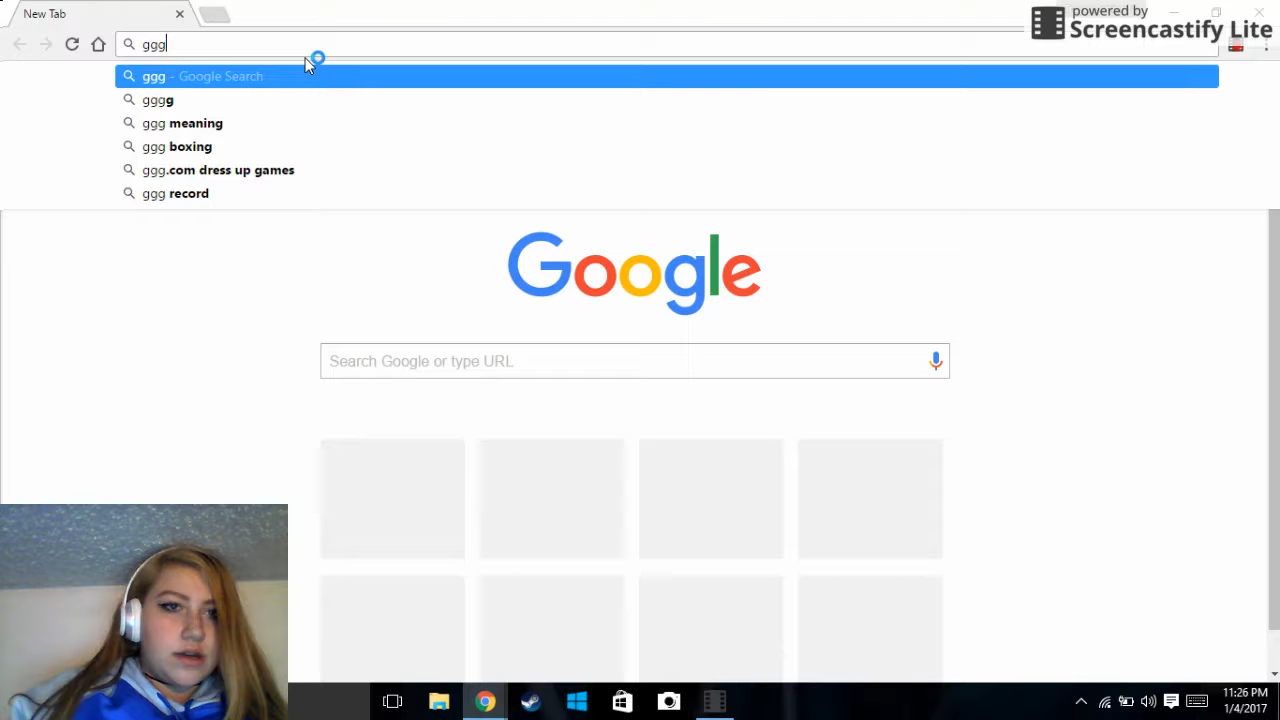 New Tab
powered by
Screencastify Lite
ggg
ggg - Google Search
gggg
ggg meaning
ggg boxing
ggg.com dress up games
ggg record
Google
Search Google or type URL
11:26 PM
1/4/2017